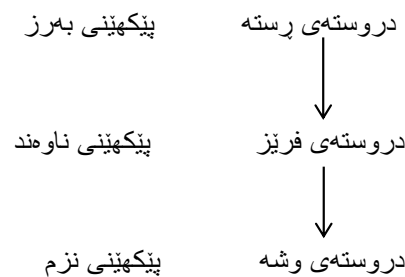 دروستەی ڕستە پێکهێنی بەرز
دروستەی فرێز پێکهێنی ناوەند
دروستەی وشە پێکهێنی نزم